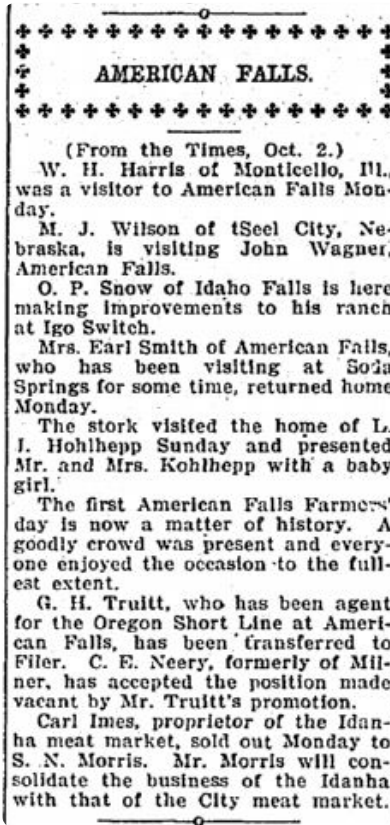 AMERICAN FALLS.
(From the Times, Oct. 2.)
W. H. Harris of Monticello, Ill.,
was a visitor to American Falls Mon-
day.
M. J. Wilson of tSeel City, Ne-
braska, is visiting John Wagner,
American Falls.
O. P. Snow of Idaho Falls is here
making improvements to his ranch
at Igo Switch.
Mrs. Earl Smith of American Falls,
who has been visiting at Soda
Springs for some time, returned home
Monday.
The stork visited the home of L.
J. Hohlhepp Sunday and presented
Mr. and Mrs. Kohlhepp with a baby
girl.
The first American Falls Farmers'
day is now a matter of history. A
goodly crowd was present and every-
one enjoyed the occasion to the full-
est extent.
G. H. Truitt, who has been agent
for the Oregon Short Line at Ameri-
can Falls, has been transferred to
Filer. C. E. Neery, formerly of Mil-
ner, has accepted the position made
vacant by Mr. Truitt's promotion.
Carl Imes, proprietor of the Idan-
ha meat market, sold out Monday to
S. N. Morris. Mr. Morris will con-
solidate the business of the Idanha
with that of the City meat market.